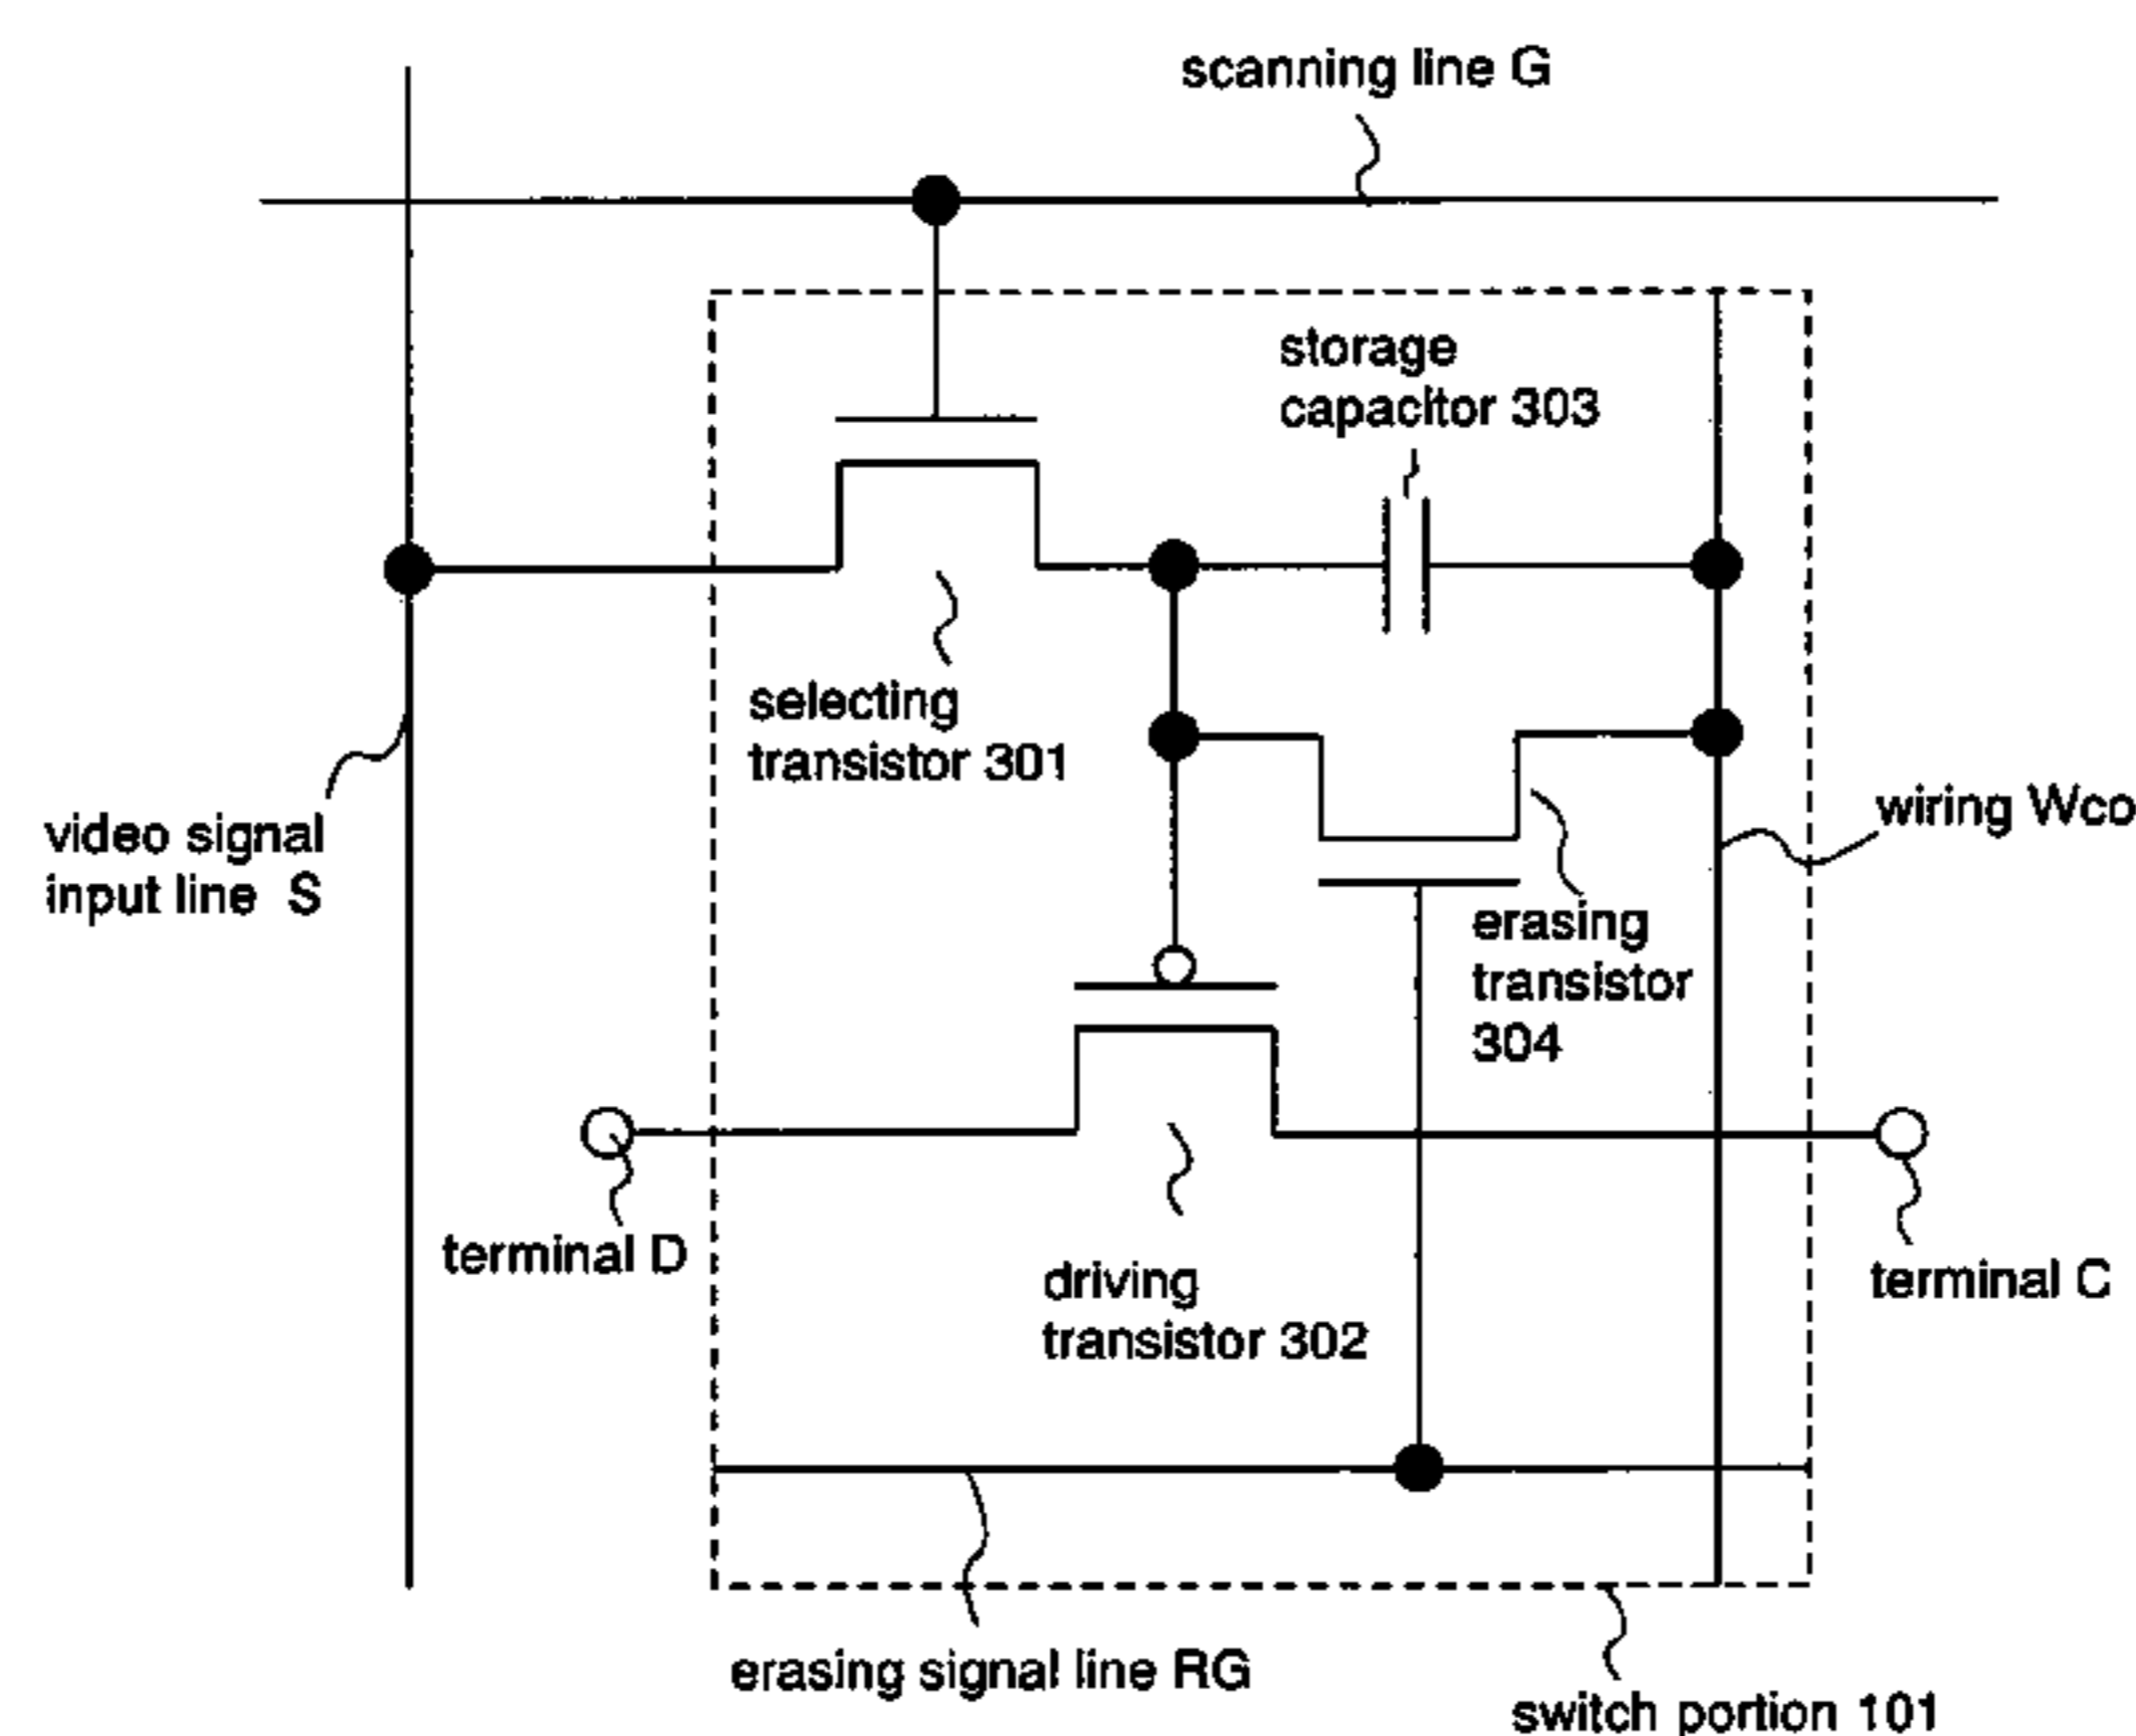 scanning line G
storage
capacitor 303
selecting
transistor 301
video signal
input line S
wiring Wco
erasing
transistor
304
terminal D
driving
transistor 302
terminal C
erasing signal line RG
switch portion 101